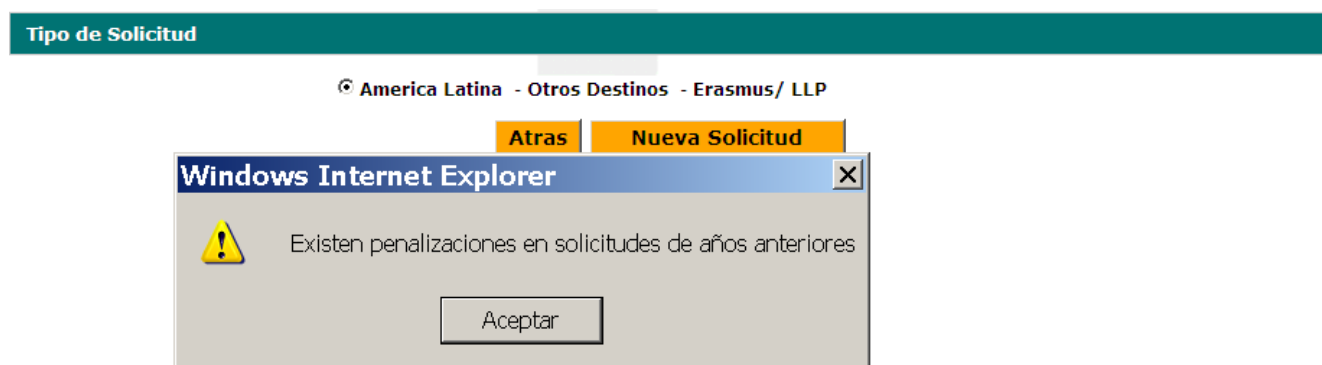 Tipo de Solicitud
America Latina - Otros Destinos - Erasmus/ LLP
Atras Nueva Solicitud
Windows Internet Explorer
Existen penalizaciones en solicitudes de años anteriores
Aceptar